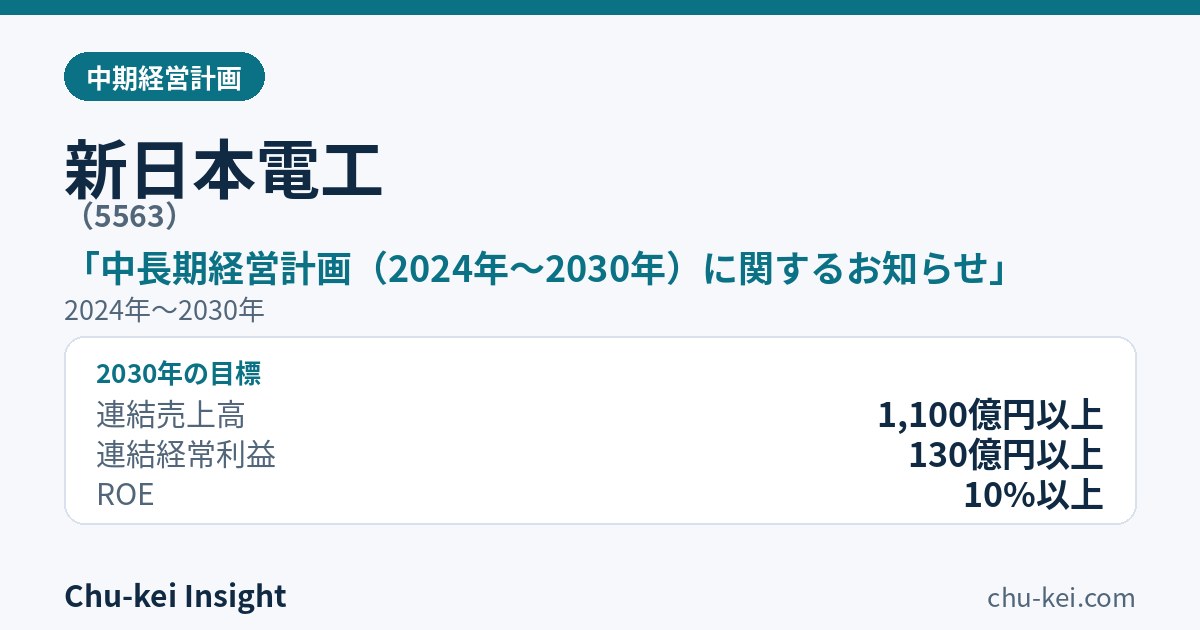 中期経営計画
新日本電工
（5563）
「中長期経営計画（2024年～2030年）に関するお知らせ」
2024年～2030年
2030年の目標
連結売上高 1,100億円以上
連結経常利益 130億円以上
ROE 10%以上
Chu-kei Insight chu-kei.com